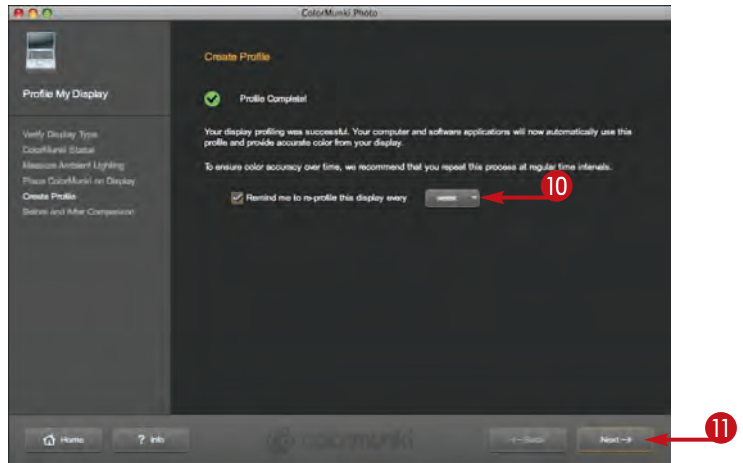 ColorMunki Photo
Profile My Display
Verify Display Type
ColorMunki Status
Measure Ambient Lighting
Place ColorMunki on Display
Create Profile
Before and After Comparison
Create Profile
Profile Complete!
Your display profiling was successful. Your computer and software applications will now automatically use this
profile and provide accurate color from your display.
To ensure color accuracy over time, we recommend that you repeat this process at regular time intervals.
Remind me to re-profile this display every
10
Home
? Info
colormunki
←Back
Next→
11